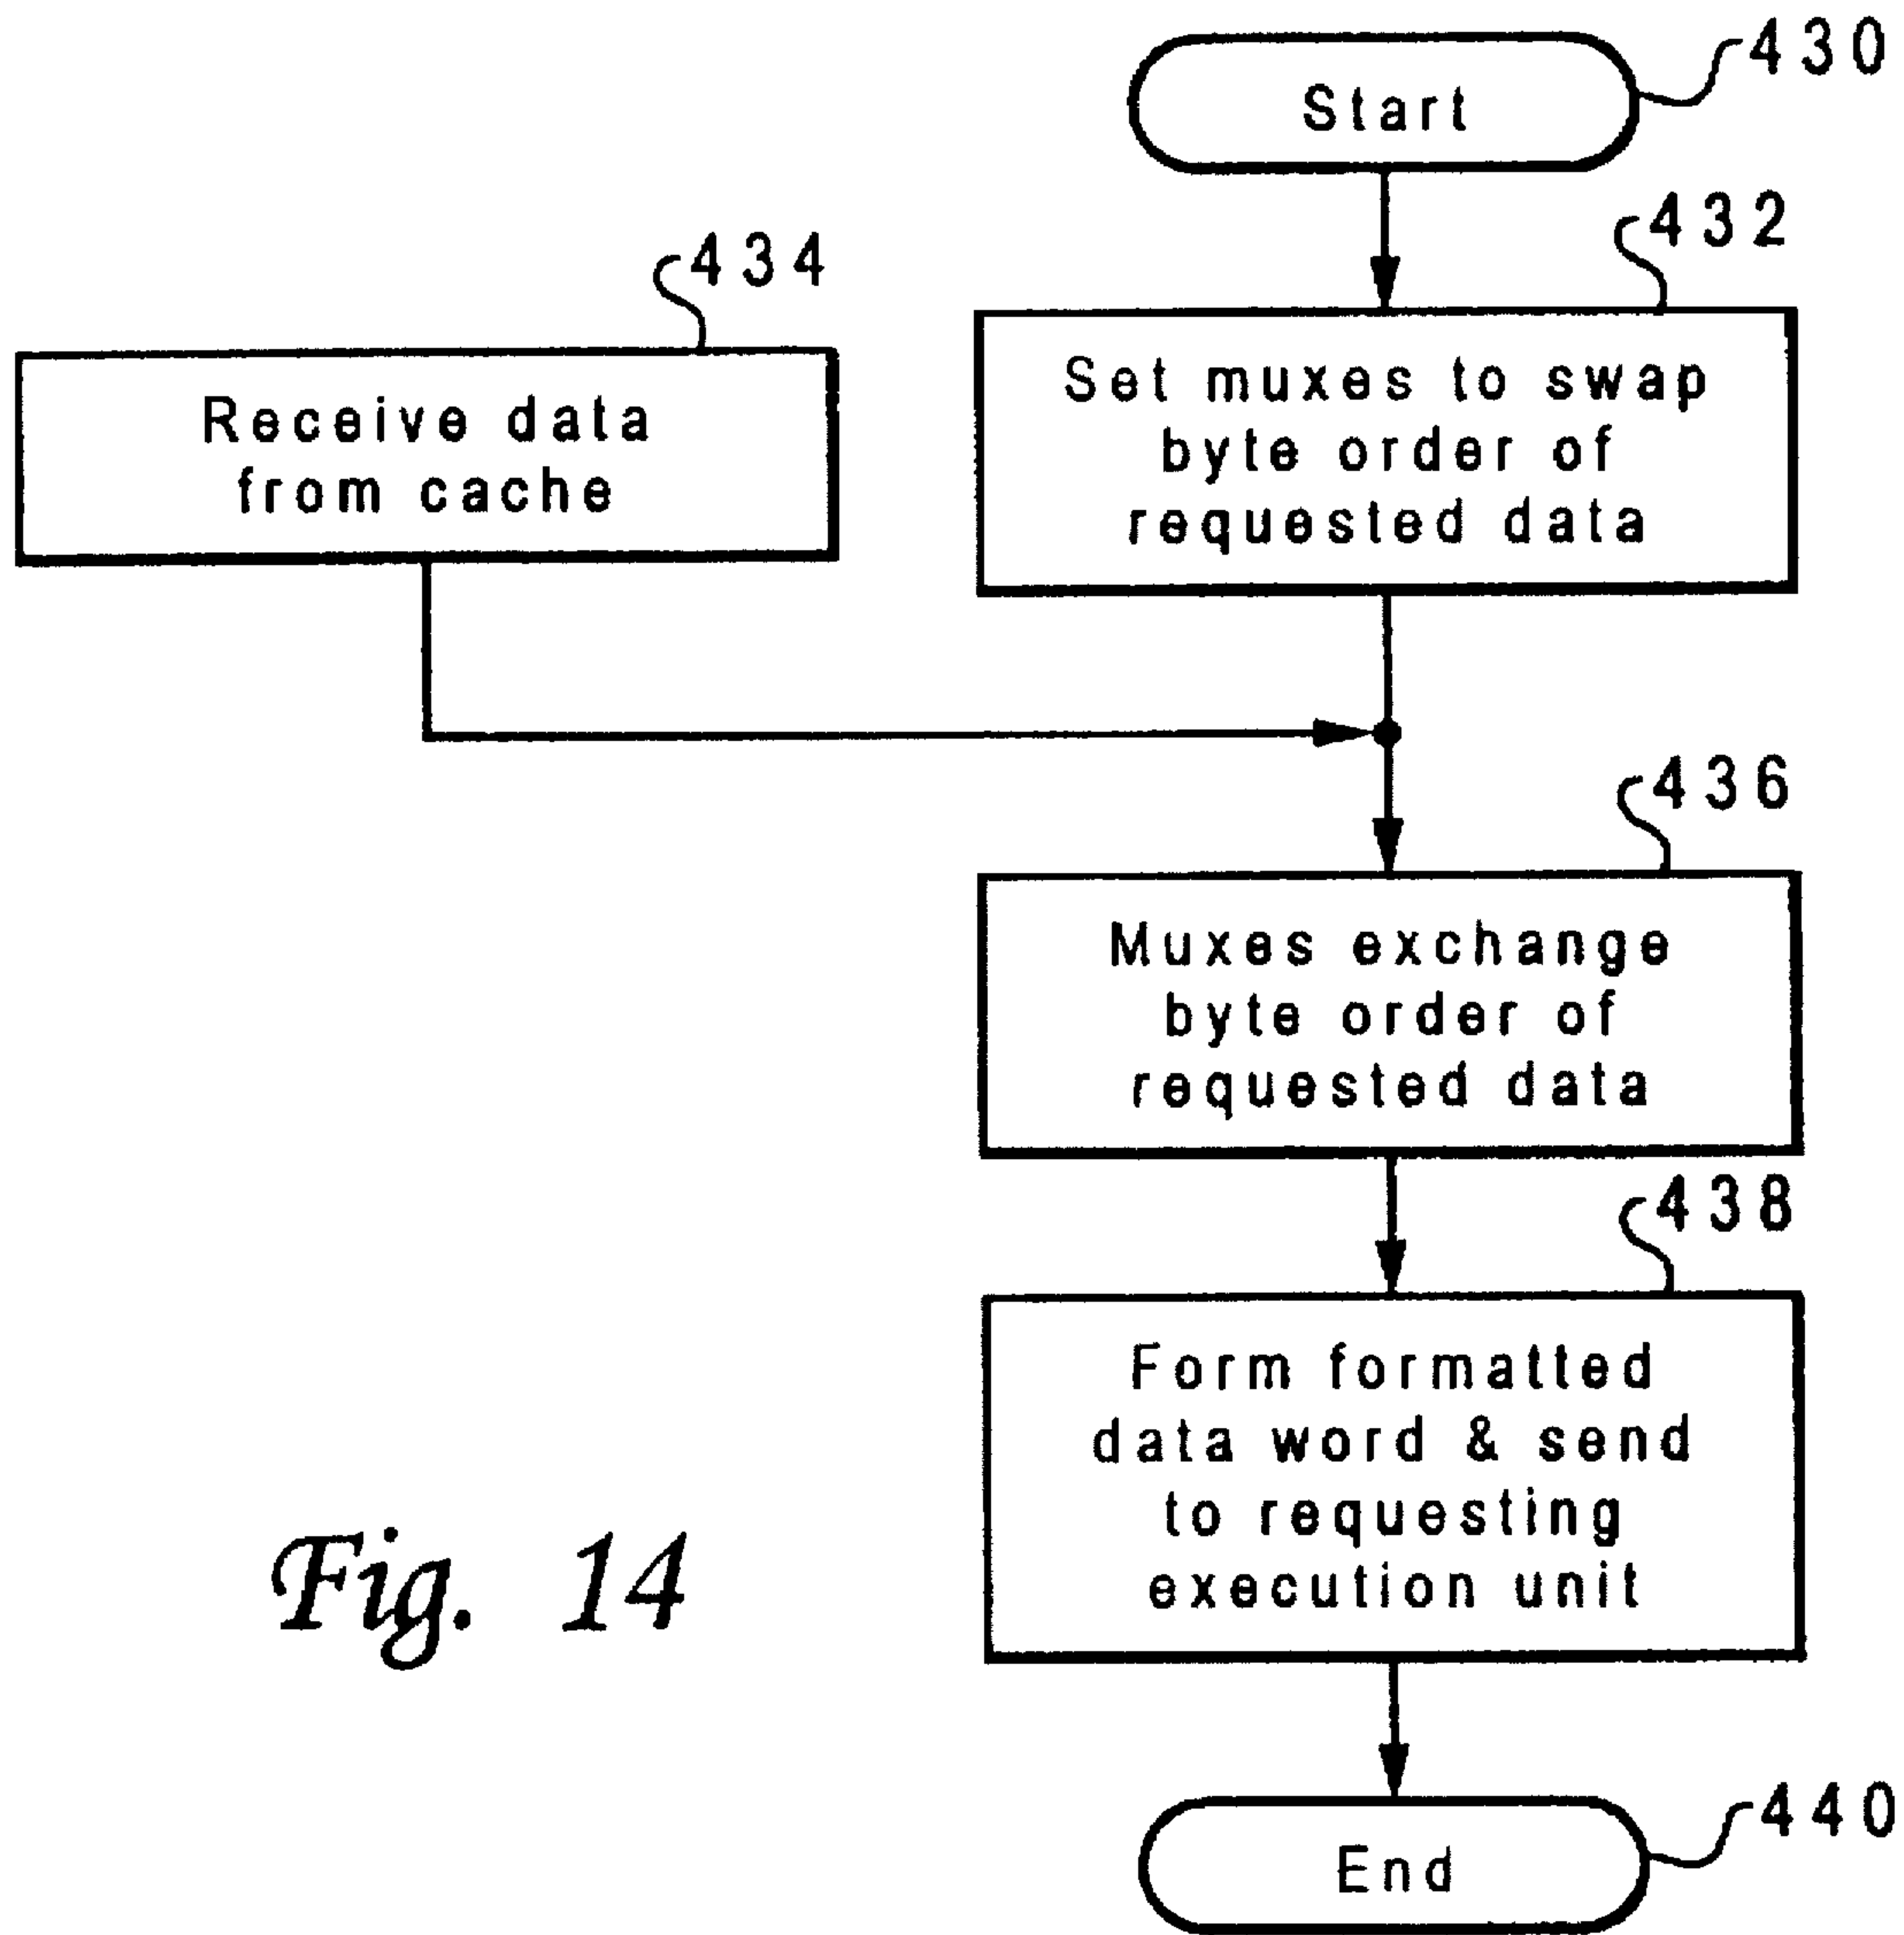 430
Start
432
434
Set muxes to swap
byte order of
requested data
Receive data
from cache
436
Muxes exchange
byte order of
requested data
438
Form formatted
data word & send
to requesting
execution unit
Fig. 14
440
End